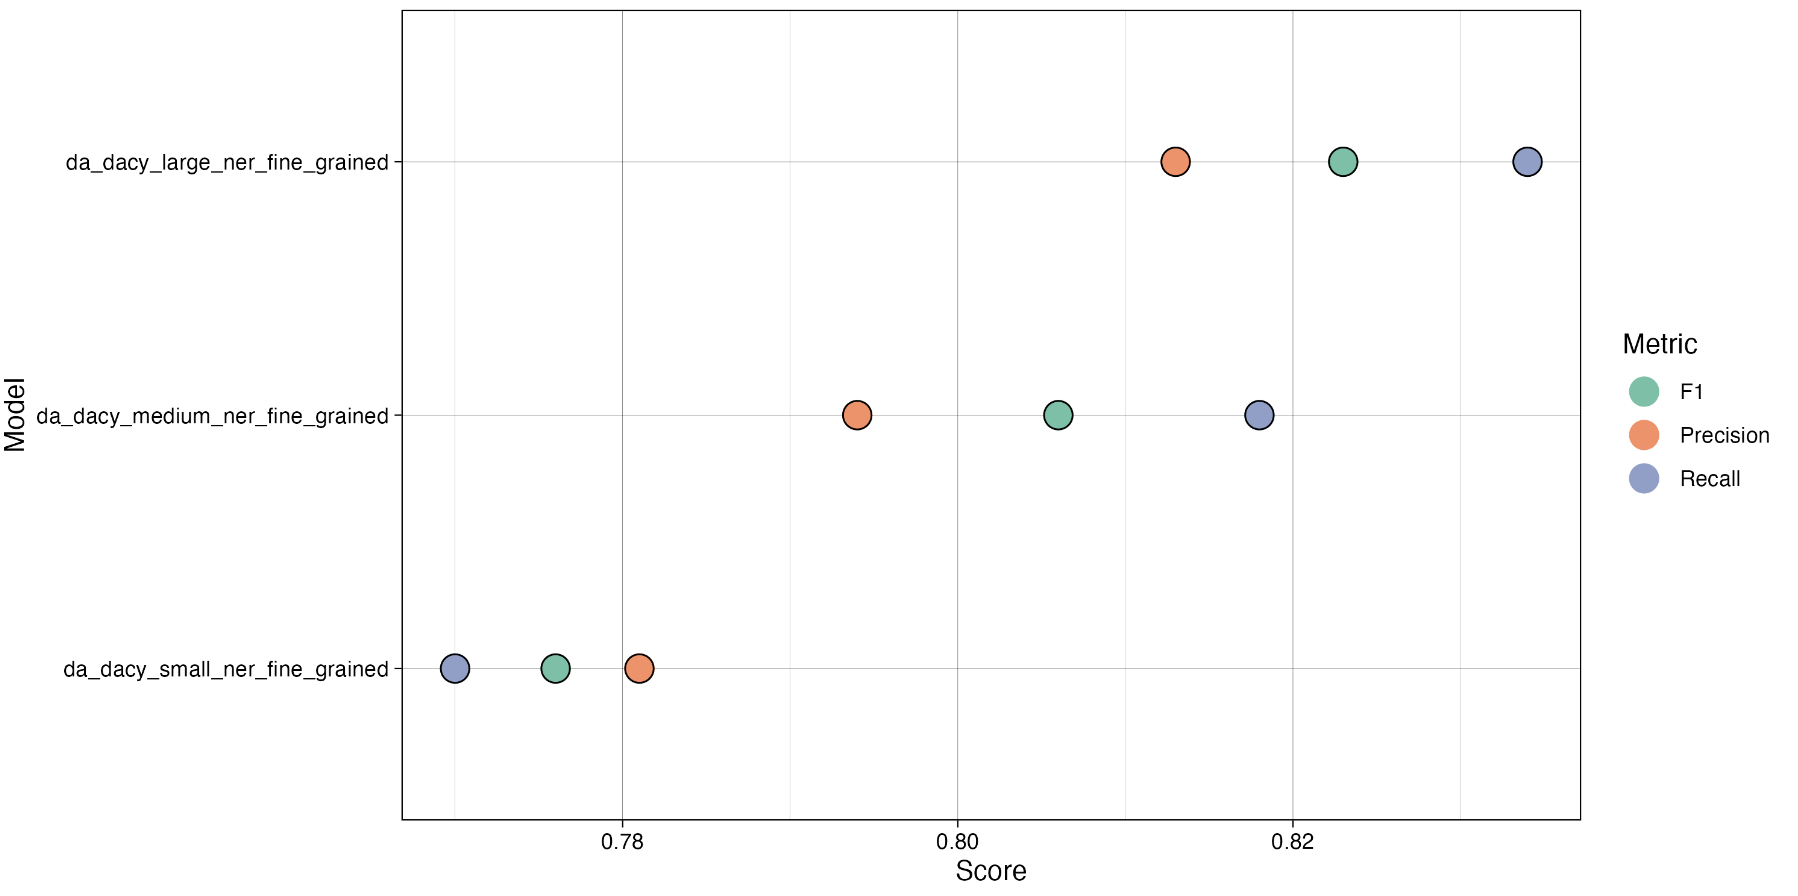 Model
da_dacy_large_ner_fine_grained
da_dacy_medium_ner_fine_grained
da_dacy_small_ner_fine_grained
0.78
0.80
0.82
Score
Metric
F1
Precision
Recall